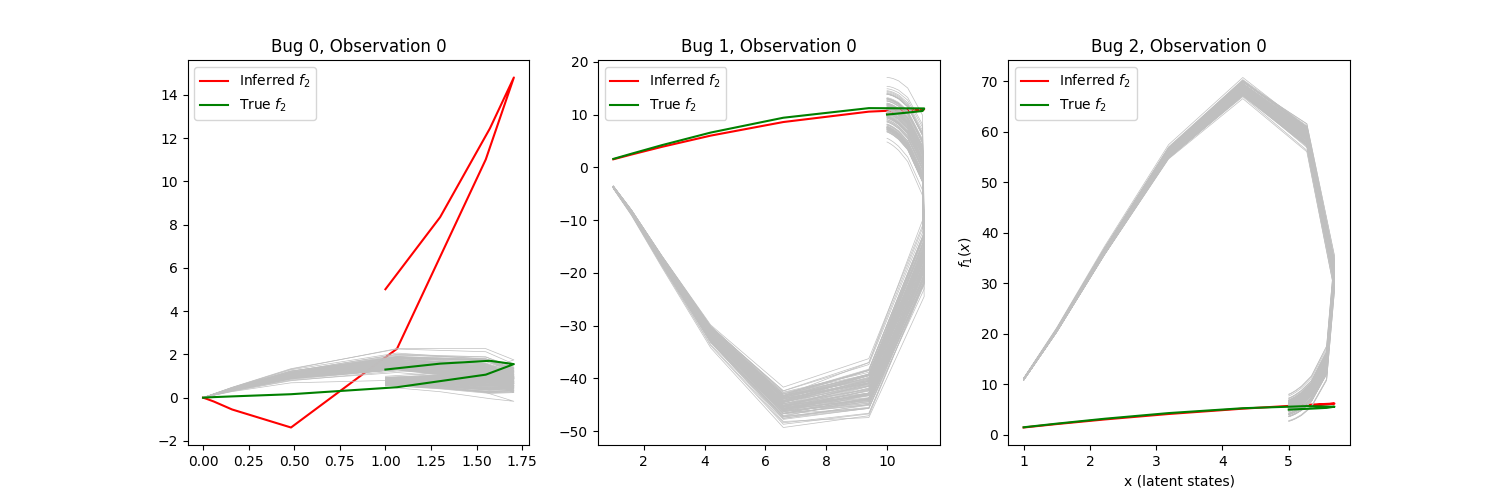 Bug 0, Observation 0
Inferred f₂
True f₂
14
12
10
8
6
4
2
0
−2
0.00 0.25 0.50 0.75 1.00 1.25 1.50 1.75
Bug 1, Observation 0
Inferred f₂
True f₂
20
10
0
−10
−20
−30
−40
−50
2 4 6 8 10
Bug 2, Observation 0
Inferred f₂
True f₂
70
60
50
40
30
20
10
0
f₁(x)
1 2 3 4 5
x (latent states)